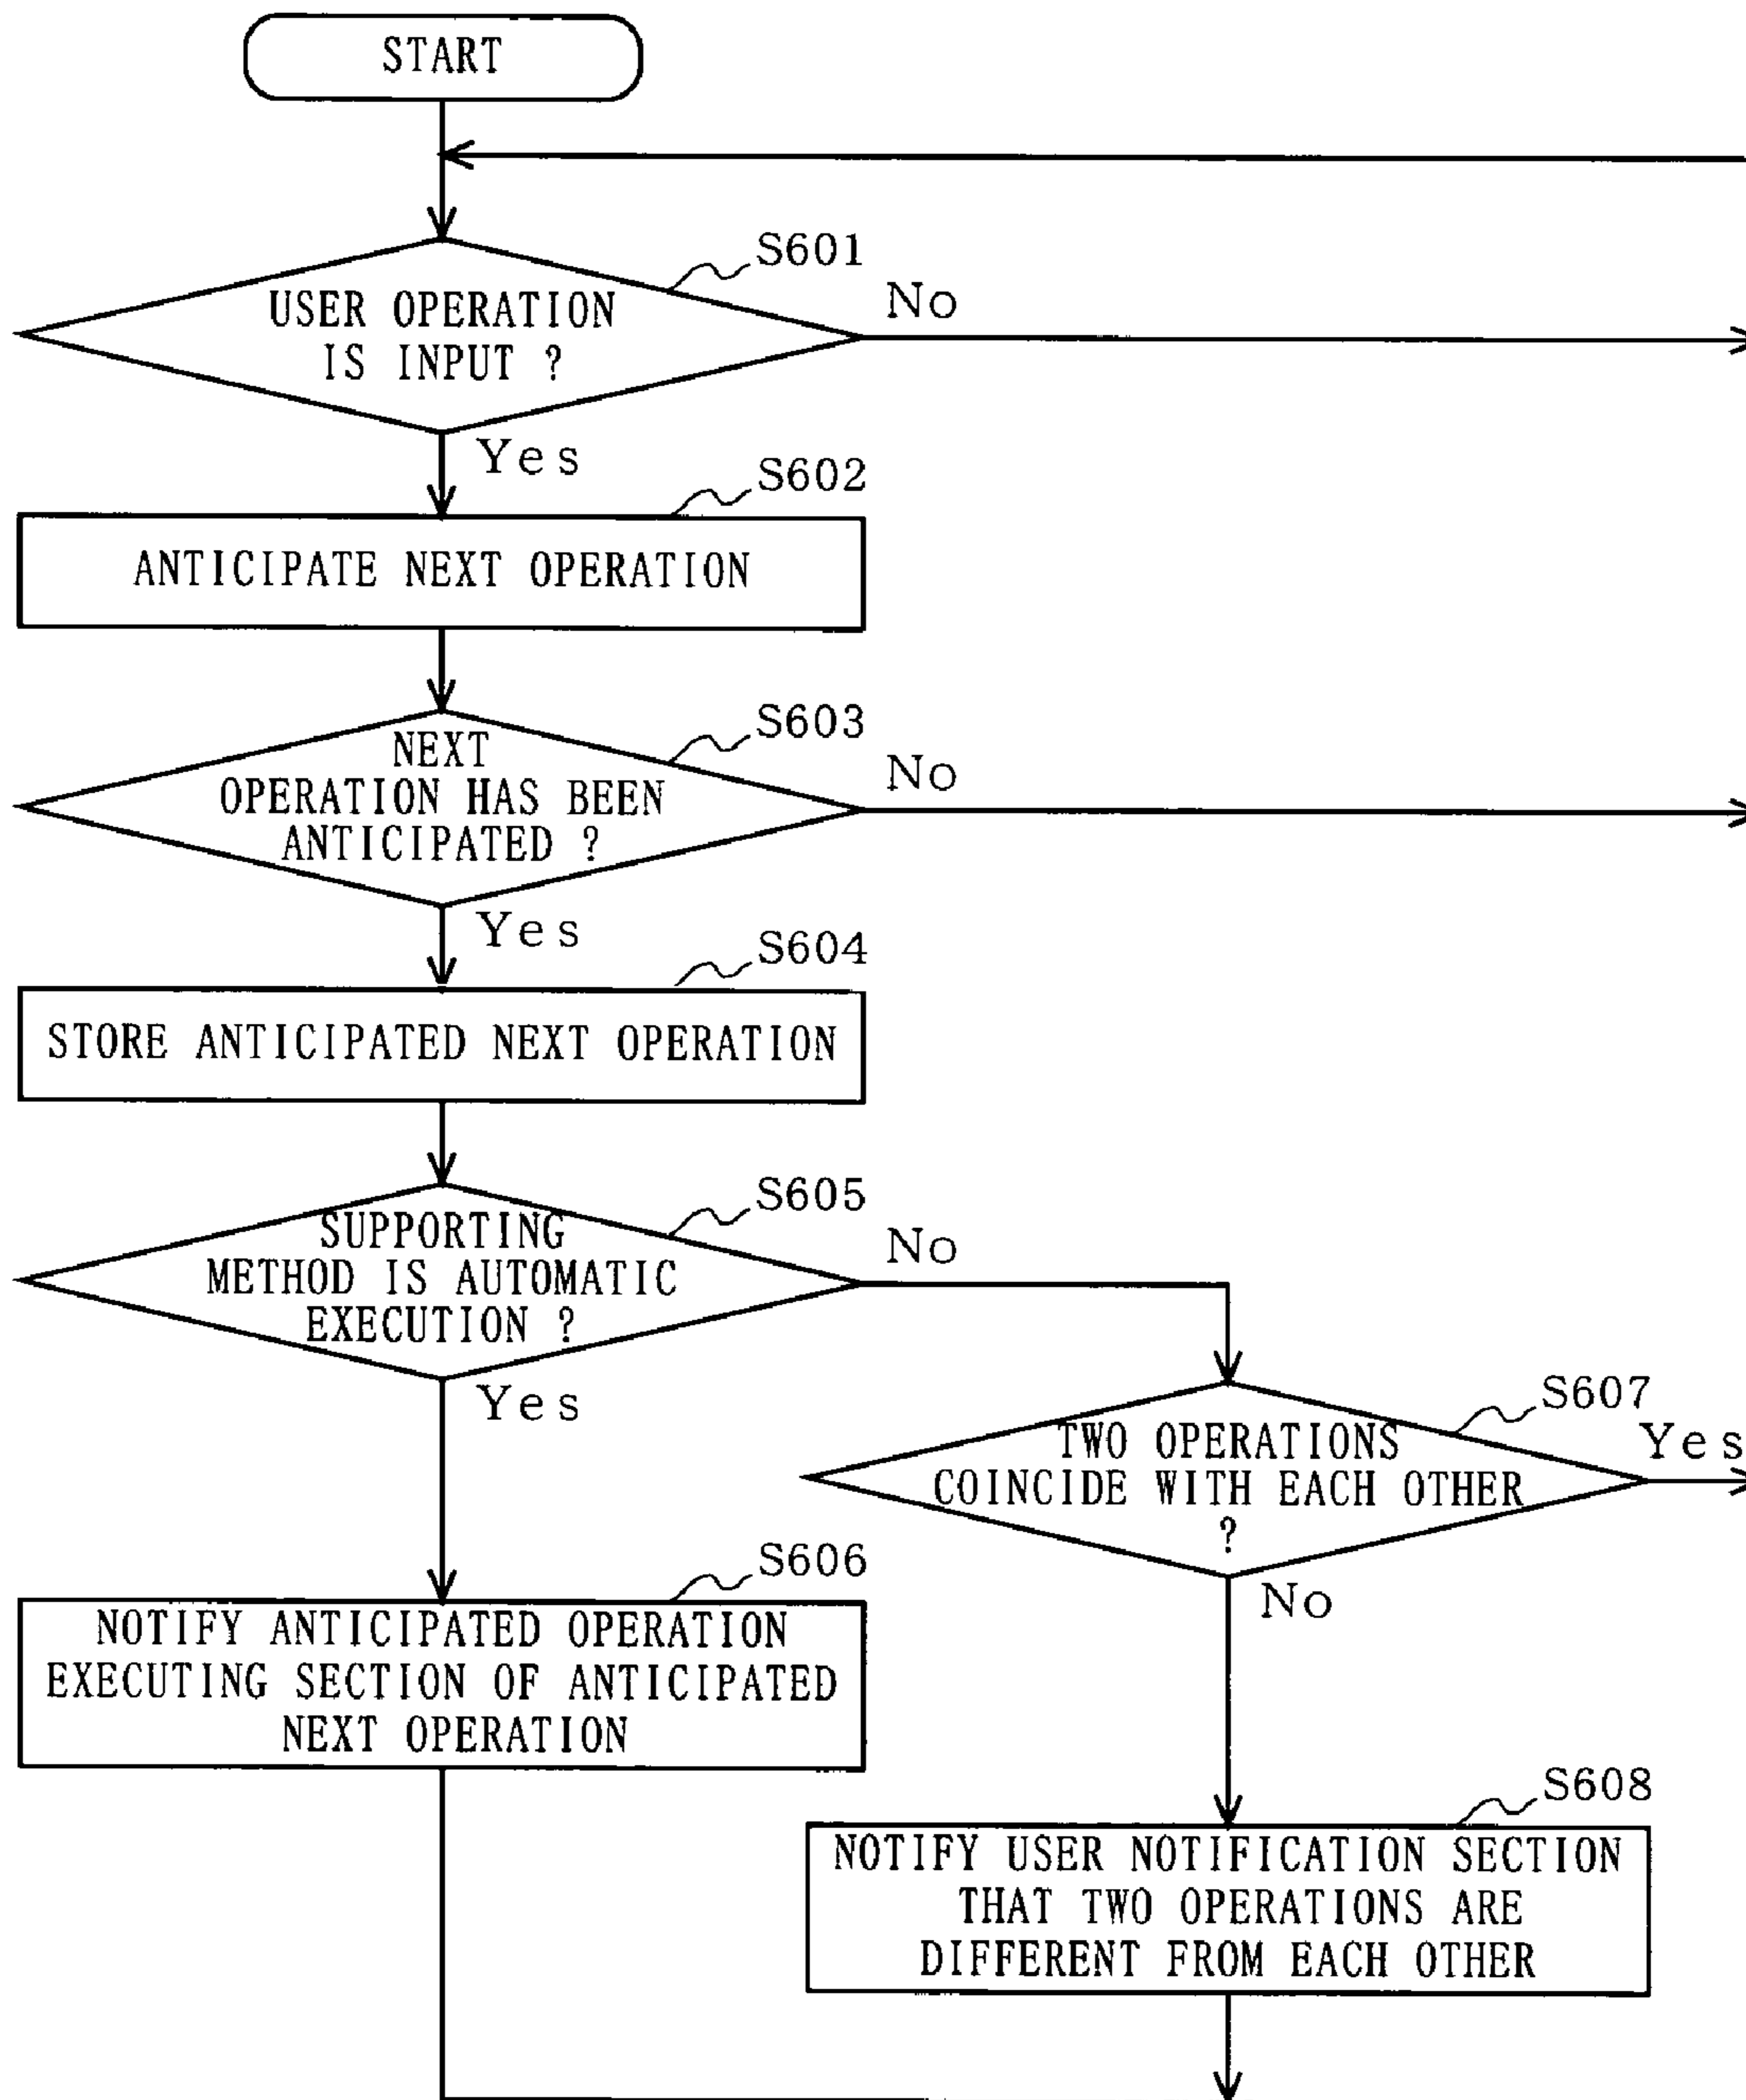 START
S601
USER OPERATION
IS INPUT ?
No
Yes
S602
ANTICIPATE NEXT OPERATION
S603
NEXT
OPERATION HAS BEEN
ANTICIPATED ?
No
Yes
S604
STORE ANTICIPATED NEXT OPERATION
S605
SUPPORTING
METHOD IS AUTOMATIC
EXECUTION ?
No
Yes
S607
TWO OPERATIONS
COINCIDE WITH EACH OTHER
?
Yes
No
S606
NOTIFY ANTICIPATED OPERATION
EXECUTING SECTION OF ANTICIPATED
NEXT OPERATION
S608
NOTIFY USER NOTIFICATION SECTION
THAT TWO OPERATIONS ARE
DIFFERENT FROM EACH OTHER